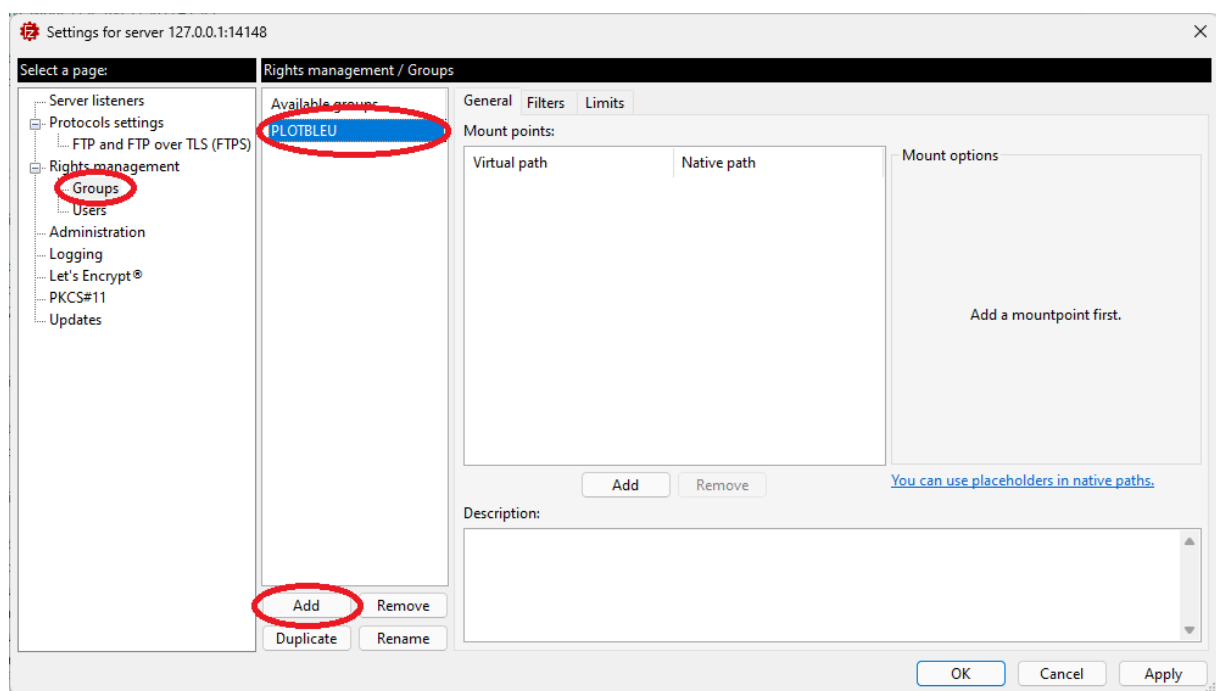 Settings for server 127.0.0.1:14148
Select a page:
Rights management / Groups
Server listeners
Protocols settings
FTP and FTP over TLS (FTPS)
Rights management
Groups
Users
Administration
Logging
Let's Encrypt®
PKCS#11
Updates
Available groups
PLOTBLEU
Add
Remove
Duplicate
Rename
General Filters Limits
Mount points:
Virtual path Native path
Mount options
Add a mountpoint first.
Add Remove
You can use placeholders in native paths.
Description:
OK Cancel Apply